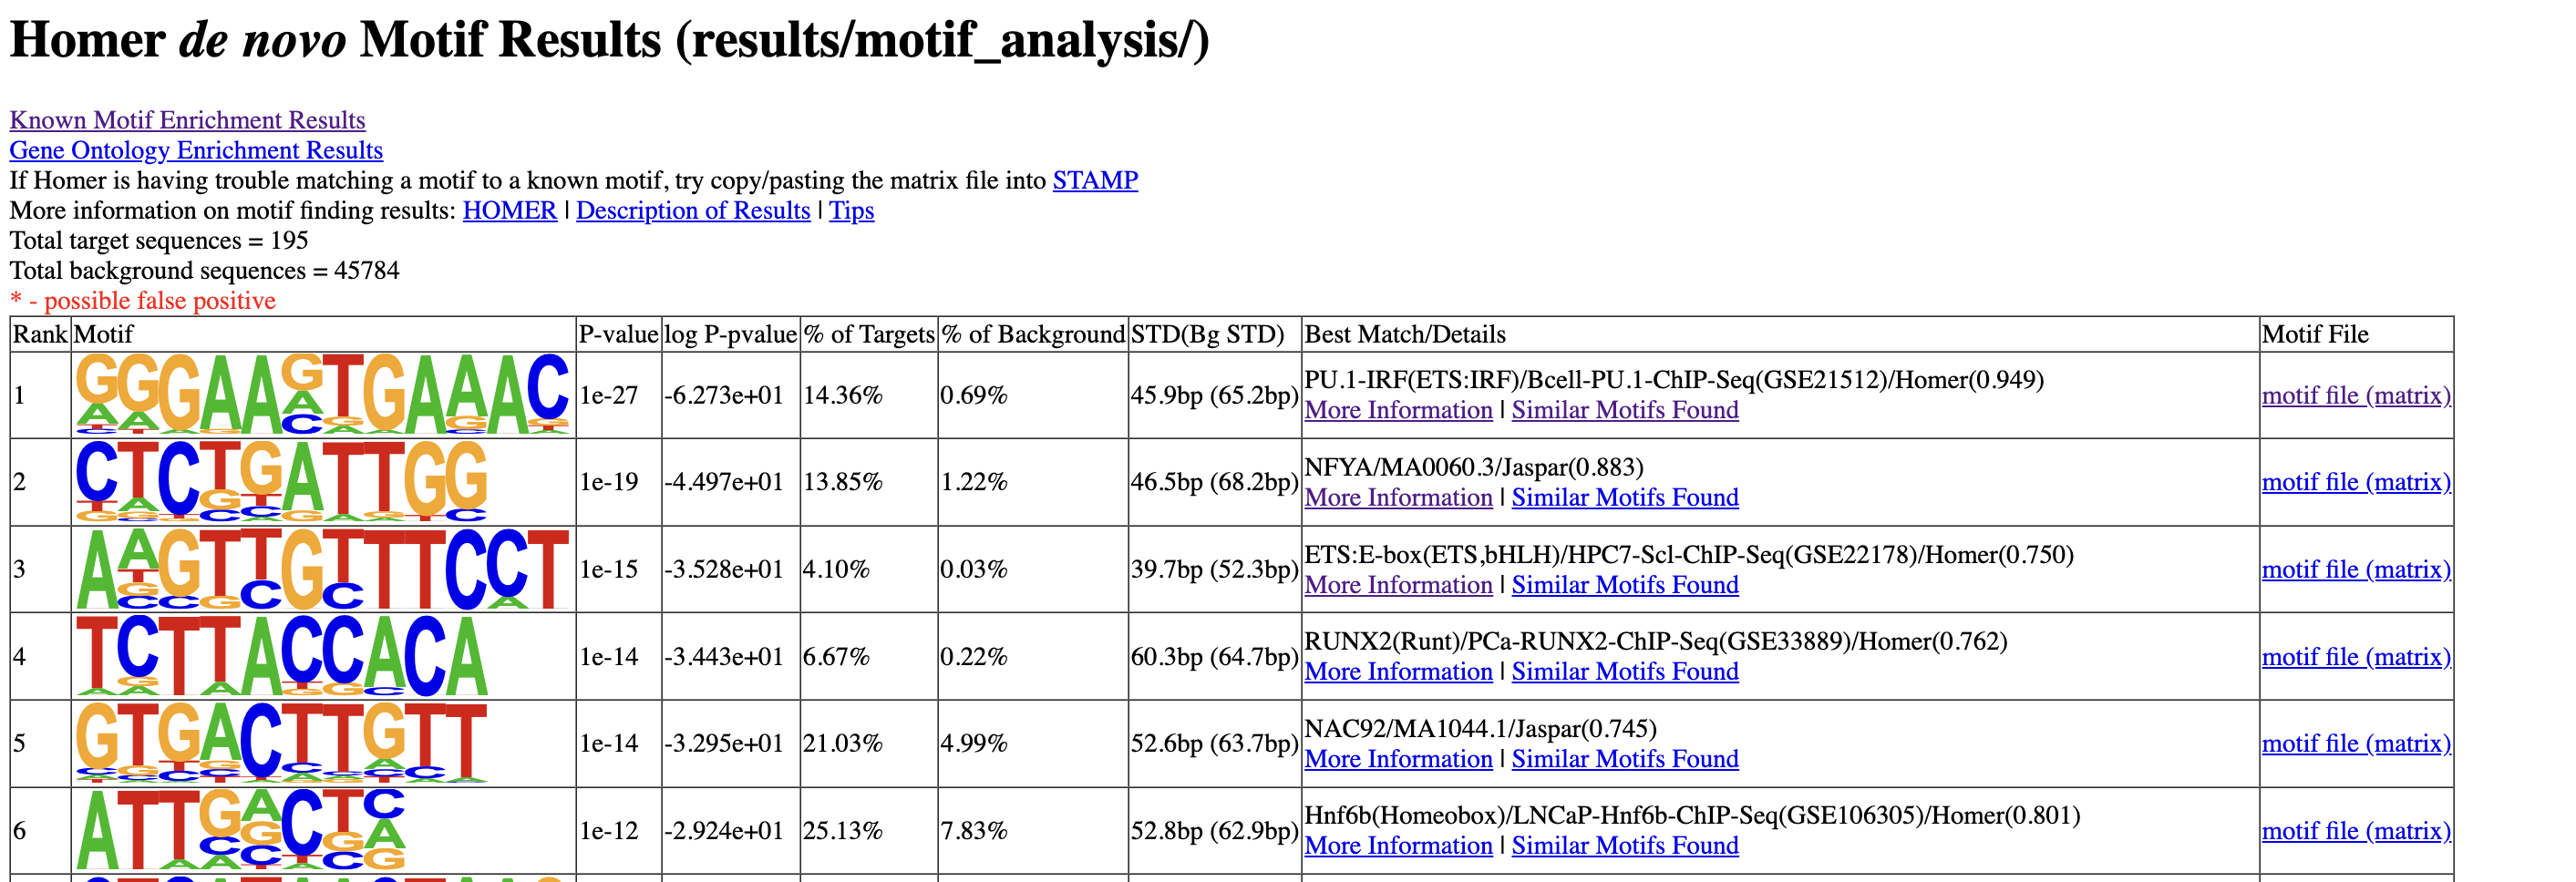 Homer de novo Motif Results (results/motif_analysis/)
Known Motif Enrichment Results
Gene Ontology Enrichment Results
If Homer is having trouble matching a motif to a known motif, try copy/pasting the matrix file into STAMP
More information on motif finding results: HOMER | Description of Results | Tips
Total target sequences = 195
Total background sequences = 45784
* - possible false positive
Rank Motif P-value log P-pvalue % of Targets % of Background STD(Bg STD) Best Match/Details Motif File
1 GGGAAGTGAAAC 1e-27 -6.273e+01 14.36% 0.69% 45.9bp (65.2bp) PU.1-IRF(ETS:IRF)/Bcell-PU.1-ChIP-Seq(GSE21512)/Homer(0.949)
More Information | Similar Motifs Found motif file (matrix)
2 CTCTGATTGG 1e-19 -4.497e+01 13.85% 1.22% 46.5bp (68.2bp) NFYA/MA0060.3/Jaspar(0.883)
More Information | Similar Motifs Found motif file (matrix)
3 AAGTTGTTTCCT 1e-15 -3.528e+01 4.10% 0.03% 39.7bp (52.3bp) ETS:E-box(ETS,bHLH)/HPC7-Scl-ChIP-Seq(GSE22178)/Homer(0.750)
More Information | Similar Motifs Found motif file (matrix)
4 TCTTACCACA 1e-14 -3.443e+01 6.67% 0.22% 60.3bp (64.7bp) RUNX2(Runt)/PCa-RUNX2-ChIP-Seq(GSE33889)/Homer(0.762)
More Information | Similar Motifs Found motif file (matrix)
5 GTGACTTGTT 1e-14 -3.295e+01 21.03% 4.99% 52.6bp (63.7bp) NAC92/MA1044.1/Jaspar(0.745)
More Information | Similar Motifs Found motif file (matrix)
6 ATTGACTC 1e-12 -2.924e+01 25.13% 7.83% 52.8bp (62.9bp) Hnf6b(Homeobox)/LNCaP-Hnf6b-ChIP-Seq(GSE106305)/Homer(0.801)
More Information | Similar Motifs Found motif file (matrix)